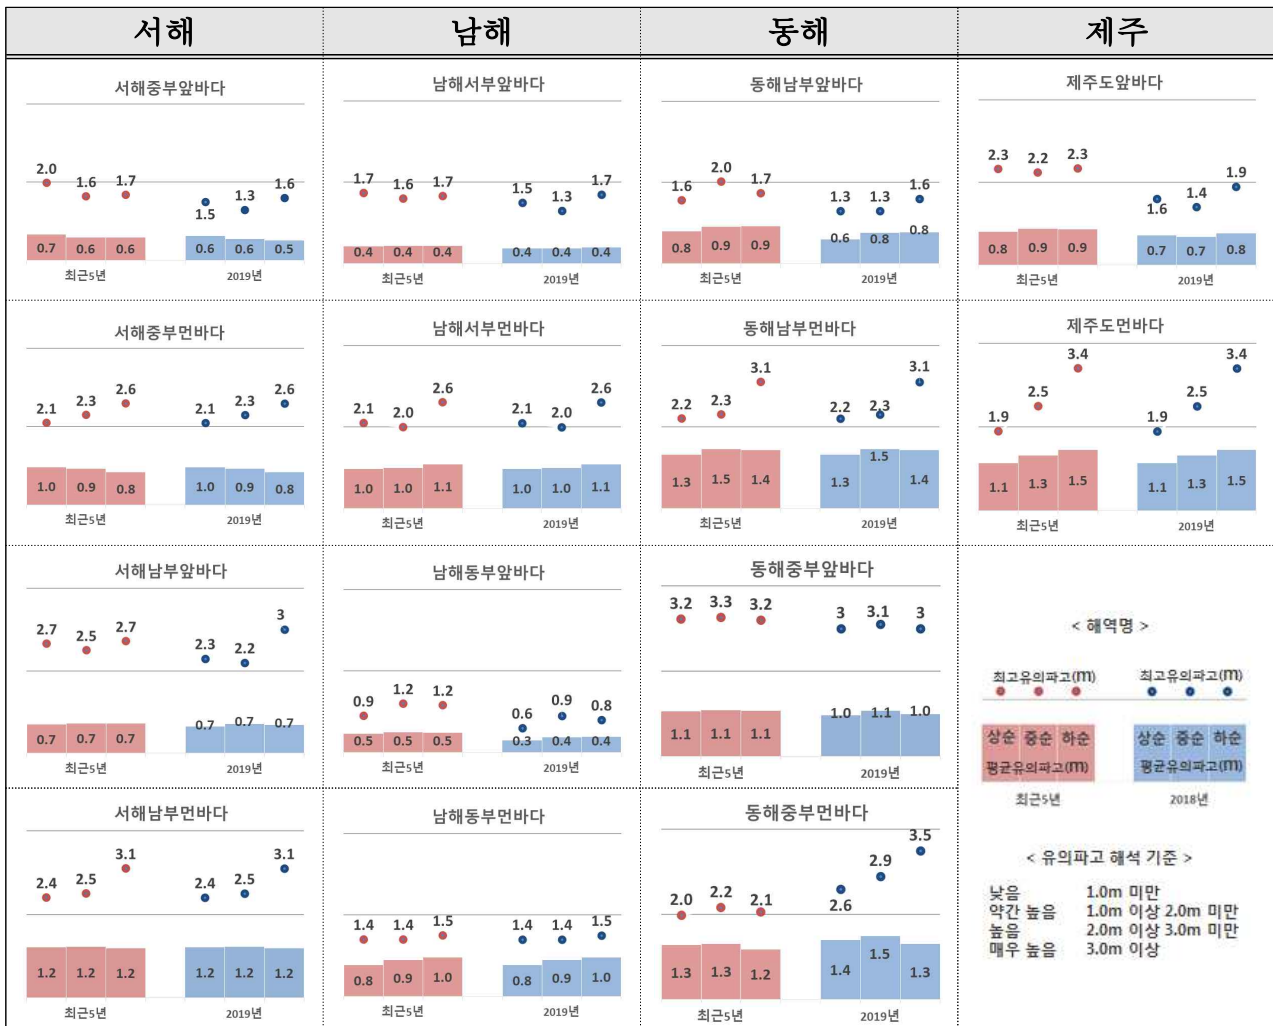 서해 남해 동해 제주
서해중부앞바다
2.0 1.6 1.7 1.5 1.3 1.6
0.7 0.6 0.6 0.6 0.6 0.5
최근5년 2019년
남해서부앞바다
1.7 1.6 1.7 1.5 1.3 1.7
0.4 0.4 0.4 0.4 0.4 0.4
최근5년 2019년
동해남부앞바다
1.6 2.0 1.7 1.3 1.3 1.6
0.8 0.9 0.9 0.6 0.8 0.8
최근5년 2019년
제주도앞바다
2.3 2.2 2.3 1.6 1.4 1.9
0.8 0.9 0.9 0.7 0.7 0.8
최근5년 2019년
서해중부먼바다
2.1 2.3 2.6 2.1 2.3 2.6
1.0 0.9 0.8 1.0 0.9 0.8
최근5년 2019년
남해서부먼바다
2.1 2.0 2.6 2.1 2.0 2.6
1.0 1.0 1.1 1.0 1.0 1.1
최근5년 2019년
동해남부먼바다
2.2 2.3 3.1 2.2 2.3 3.1
1.3 1.5 1.4 1.3 1.5 1.4
최근5년 2019년
제주도먼바다
1.9 2.5 3.4 1.9 2.5 3.4
1.1 1.3 1.5 1.1 1.3 1.5
최근5년 2019년
서해남부앞바다
2.7 2.5 2.7 2.3 2.2 3
0.7 0.7 0.7 0.7 0.7 0.7
최근5년 2019년
남해동부앞바다
0.9 1.2 1.2 0.6 0.9 0.8
0.5 0.5 0.5 0.3 0.4 0.4
최근5년 2019년
동해중부앞바다
3.2 3.3 3.2 3 3.1 3
1.1 1.1 1.1 1.0 1.1 1.0
최근5년 2019년
< 해역명 >
최고유의파고(m) 최고유의파고(m)
상순 중순 하순 상순 중순 하순
평균유의파고(m) 평균유의파고(m)
최근5년 2018년
서해남부먼바다
2.4 2.5 3.1 2.4 2.5 3.1
1.2 1.2 1.2 1.2 1.2 1.2
최근5년 2019년
남해동부먼바다
1.4 1.4 1.5 1.4 1.4 1.5
0.8 0.9 1.0 0.8 0.9 1.0
최근5년 2019년
동해중부먼바다
2.0 2.2 2.1 2.6 2.9 3.5
1.3 1.3 1.2 1.4 1.5 1.3
최근5년 2019년
< 유의파고 해석 기준 >
낮음 1.0m 미만
약간 높음 1.0m 이상 2.0m 미만
높음 2.0m 이상 3.0m 미만
매우 높음 3.0m 이상